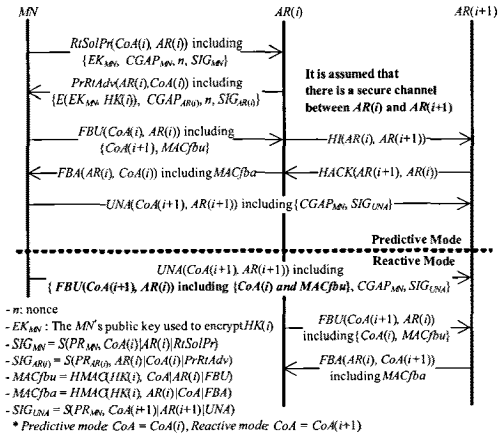 MN AR(i) AR(i+1)
RtSolPr(CoA(i), AR(i)) including
{EK_MN, CGAP_MN, n, SIG_MN}
PrRtAdv(AR(i),CoA(i)) including
{E(EK_MN, HK(i)), CGAP_AR(i), n, SIG_AR(i)}
It is assumed that
there is a secure channel
between AR(i) and AR(i+1)
FBU(CoA(i), AR(i)) including
{CoA(i+1), MACfbu}
HI(AR(i), AR(i+1))
FBA(AR(i), CoA(i)) including MACfba
HACK(AR(i+1), AR(i))
UNA(CoA(i+1), AR(i+1)) including{CGAP_MN, SIG_UNA}
Predictive Mode
Reactive Mode
UNA(CoA(i+1), AR(i+1)) including
{ FBU(CoA(i+1), AR(i)) including {CoA(i) and MACfbu}, CGAP_MN, SIG_UNA}
- n: nonce
- EK_MN : The MN's public key used to encrypt HK(i)
- SIG_MN = S(PR_MN, CoA(i)|AR(i)|RtSolPr)
- SIG_AR(i) =S(PR_AR(i), AR(i)|CoA(i)|PrRtAdv)
- MACfbu = HMAC(HK(i), CoA|AR(i)|FBU)
- MACfba = HMAC(HK(i), AR(i)|CoA|FBA)
- SIG_UNA = S(PR_MN, CoA(i+1)|AR(i+1)|UNA)
* Predictive mode: CoA = CoA(i), Reactive mode: CoA = CoA(i+1)
FBU(CoA(i+1), AR(i))
including{CoA(i), MACfbu}
FBA(AR(i), CoA(i+1))
including MACfba